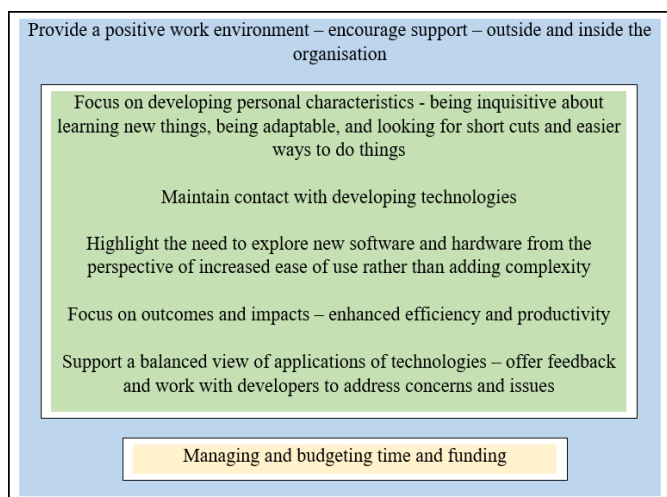 Provide a positive work environment – encourage support – outside and inside the
organisation
Focus on developing personal characteristics - being inquisitive about
learning new things, being adaptable, and looking for short cuts and easier
ways to do things
Maintain contact with developing technologies
Highlight the need to explore new software and hardware from the
perspective of increased ease of use rather than adding complexity
Focus on outcomes and impacts – enhanced efficiency and productivity
Support a balanced view of applications of technologies – offer feedback
and work with developers to address concerns and issues
Managing and budgeting time and funding